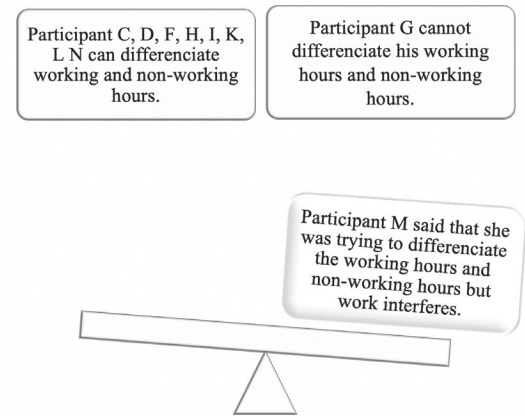 Participant C, D, F, H, I, K,
L N can differenciate
working and non-working
hours.
Participant G cannot
differenciate his working
hours and non-working
hours.
Participant M said that she
was trying to differenciate
the working hours and
non-working hours but
work interferes.